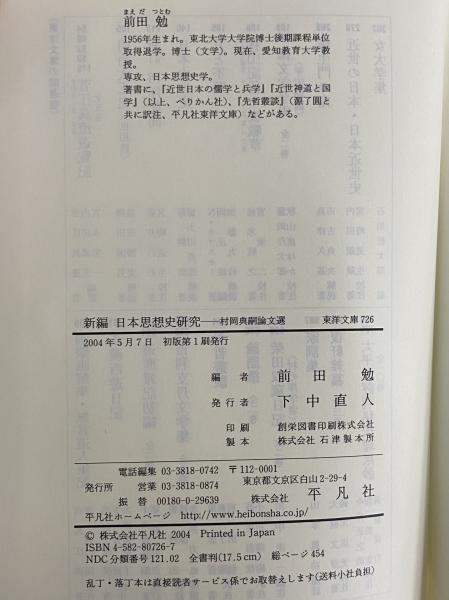 まえ だ つとむ
前田 勉
1956年生まれ。東北大学大学院博士後期課程単位
取得退学。博士（文学）。現在、愛知教育大学教
授。
専攻、日本思想史学。
著書に、『近世日本の儒学と兵学』『近世神道と国
学』（以上、ぺりかん社）、『先哲叢談』（源了圓と
共に訳注、平凡社東洋文庫）などがある。
新編 日本思想史研究──村岡典嗣論文選 東洋文庫 726
2004年5月7日 初版第1刷発行
編者 前田 勉
発行者 下中直人
印刷 創栄図書印刷株式会社
製本 株式会社 石津製本所
電話編集 03-3818-0742 〒112-0001
発行所 営業 03-3818-0874 東京都文京区白山2-29-4
振替 00180-0-29639 株式会社 平凡社
平凡社ホームページ http://www.heibonsha.co.jp/
© 株式会社平凡社 2004 Printed in Japan
ISBN 4-582-80726-7
NDC分類番号121.02 全書判(17.5cm) 総ページ454
乱丁・落丁本は直接読者サービス係でお取替えします(送料小社負担)